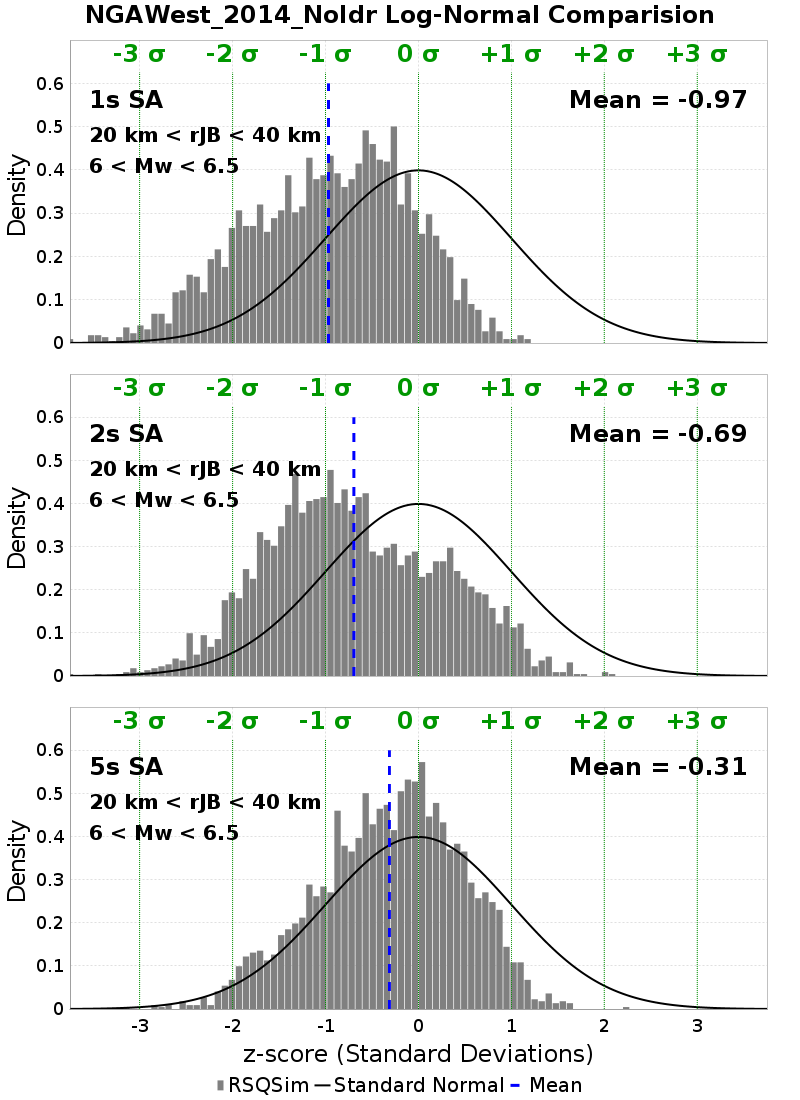 NGAWest_2014_NoIdr Log-Normal Comparision
-3 σ -2 σ -1 σ 0 σ +1 σ +2 σ +3 σ
0.6
1s SA Mean = -0.97
0.5
20 km < rJB < 40 km
6 < Mw < 6.5
0.4
Density
0.3
0.2
0.1
0
-3 σ -2 σ -1 σ 0 σ +1 σ +2 σ +3 σ
0.6
2s SA Mean = -0.69
0.5
20 km < rJB < 40 km
6 < Mw < 6.5
0.4
Density
0.3
0.2
0.1
0
-3 σ -2 σ -1 σ 0 σ +1 σ +2 σ +3 σ
0.6
5s SA Mean = -0.31
0.5
20 km < rJB < 40 km
6 < Mw < 6.5
0.4
Density
0.3
0.2
0.1
0
-3 -2 -1 0 1 2 3
z-score (Standard Deviations)
RSQSim Standard Normal Mean